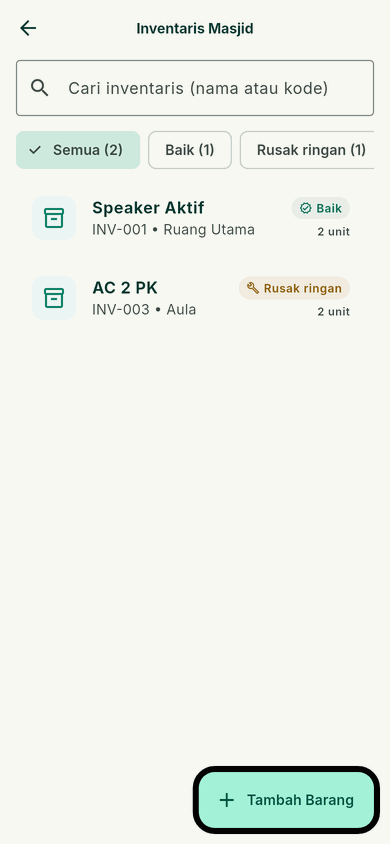 Inventaris Masjid
Cari inventaris (nama atau kode)
Semua (2)
Baik (1)
Rusak ringan (1)
Speaker Aktif
Baik
INV-001 • Ruang Utama
2 unit
AC 2 PK
Rusak ringan
INV-003 • Aula
2 unit
Tambah Barang